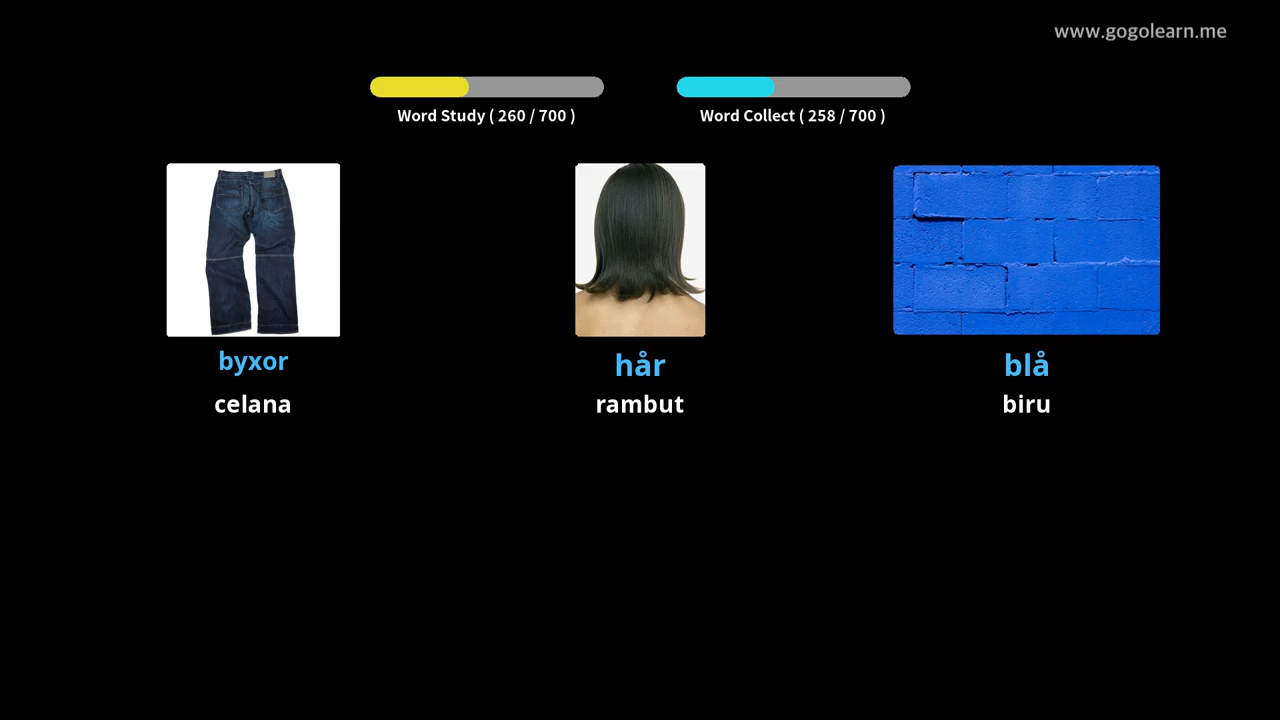 www.gogolearn.me
Word Study ( 260 / 700 )
Word Collect ( 258 / 700 )
byxor
hår
blå
celana
rambut
biru